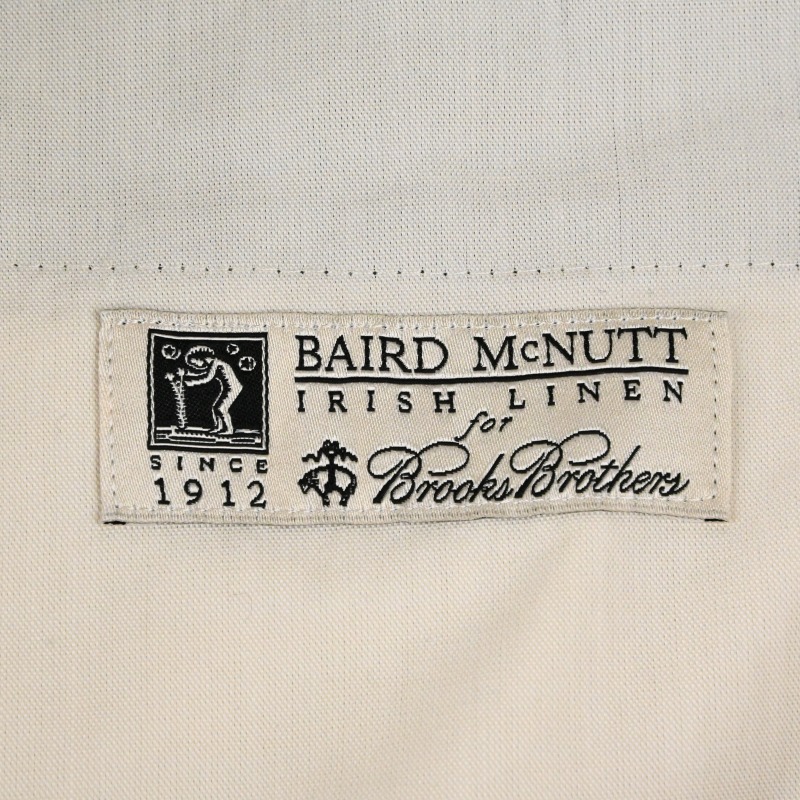 BAIRD McNUTT
IRISH LINEN
for
Brooks Brothers
SINCE
1912